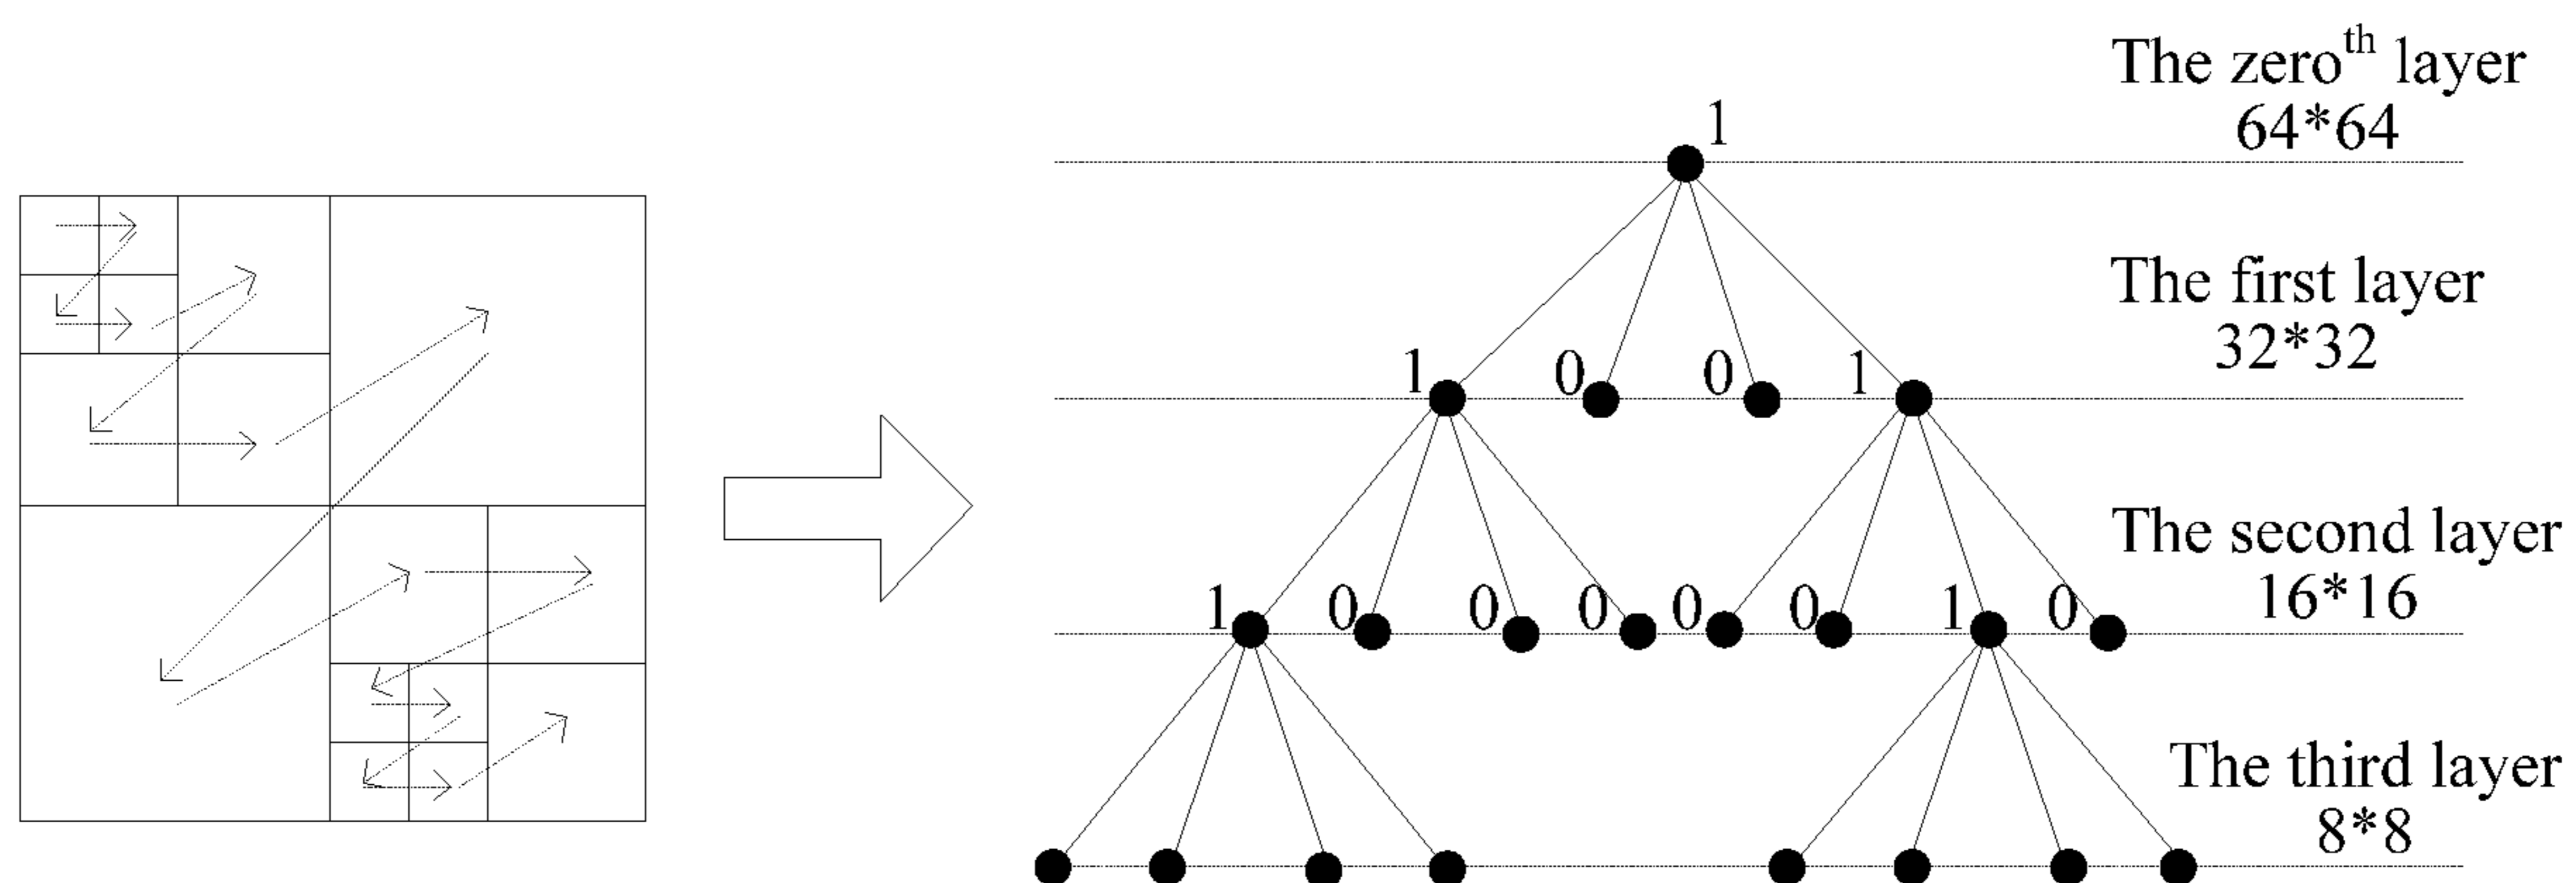 The zeroth layer
64*64
1
The first layer
32*32
1 0 0 1
The second layer
16*16
1 0 0 0 0 0 1 0
The third layer
8*8